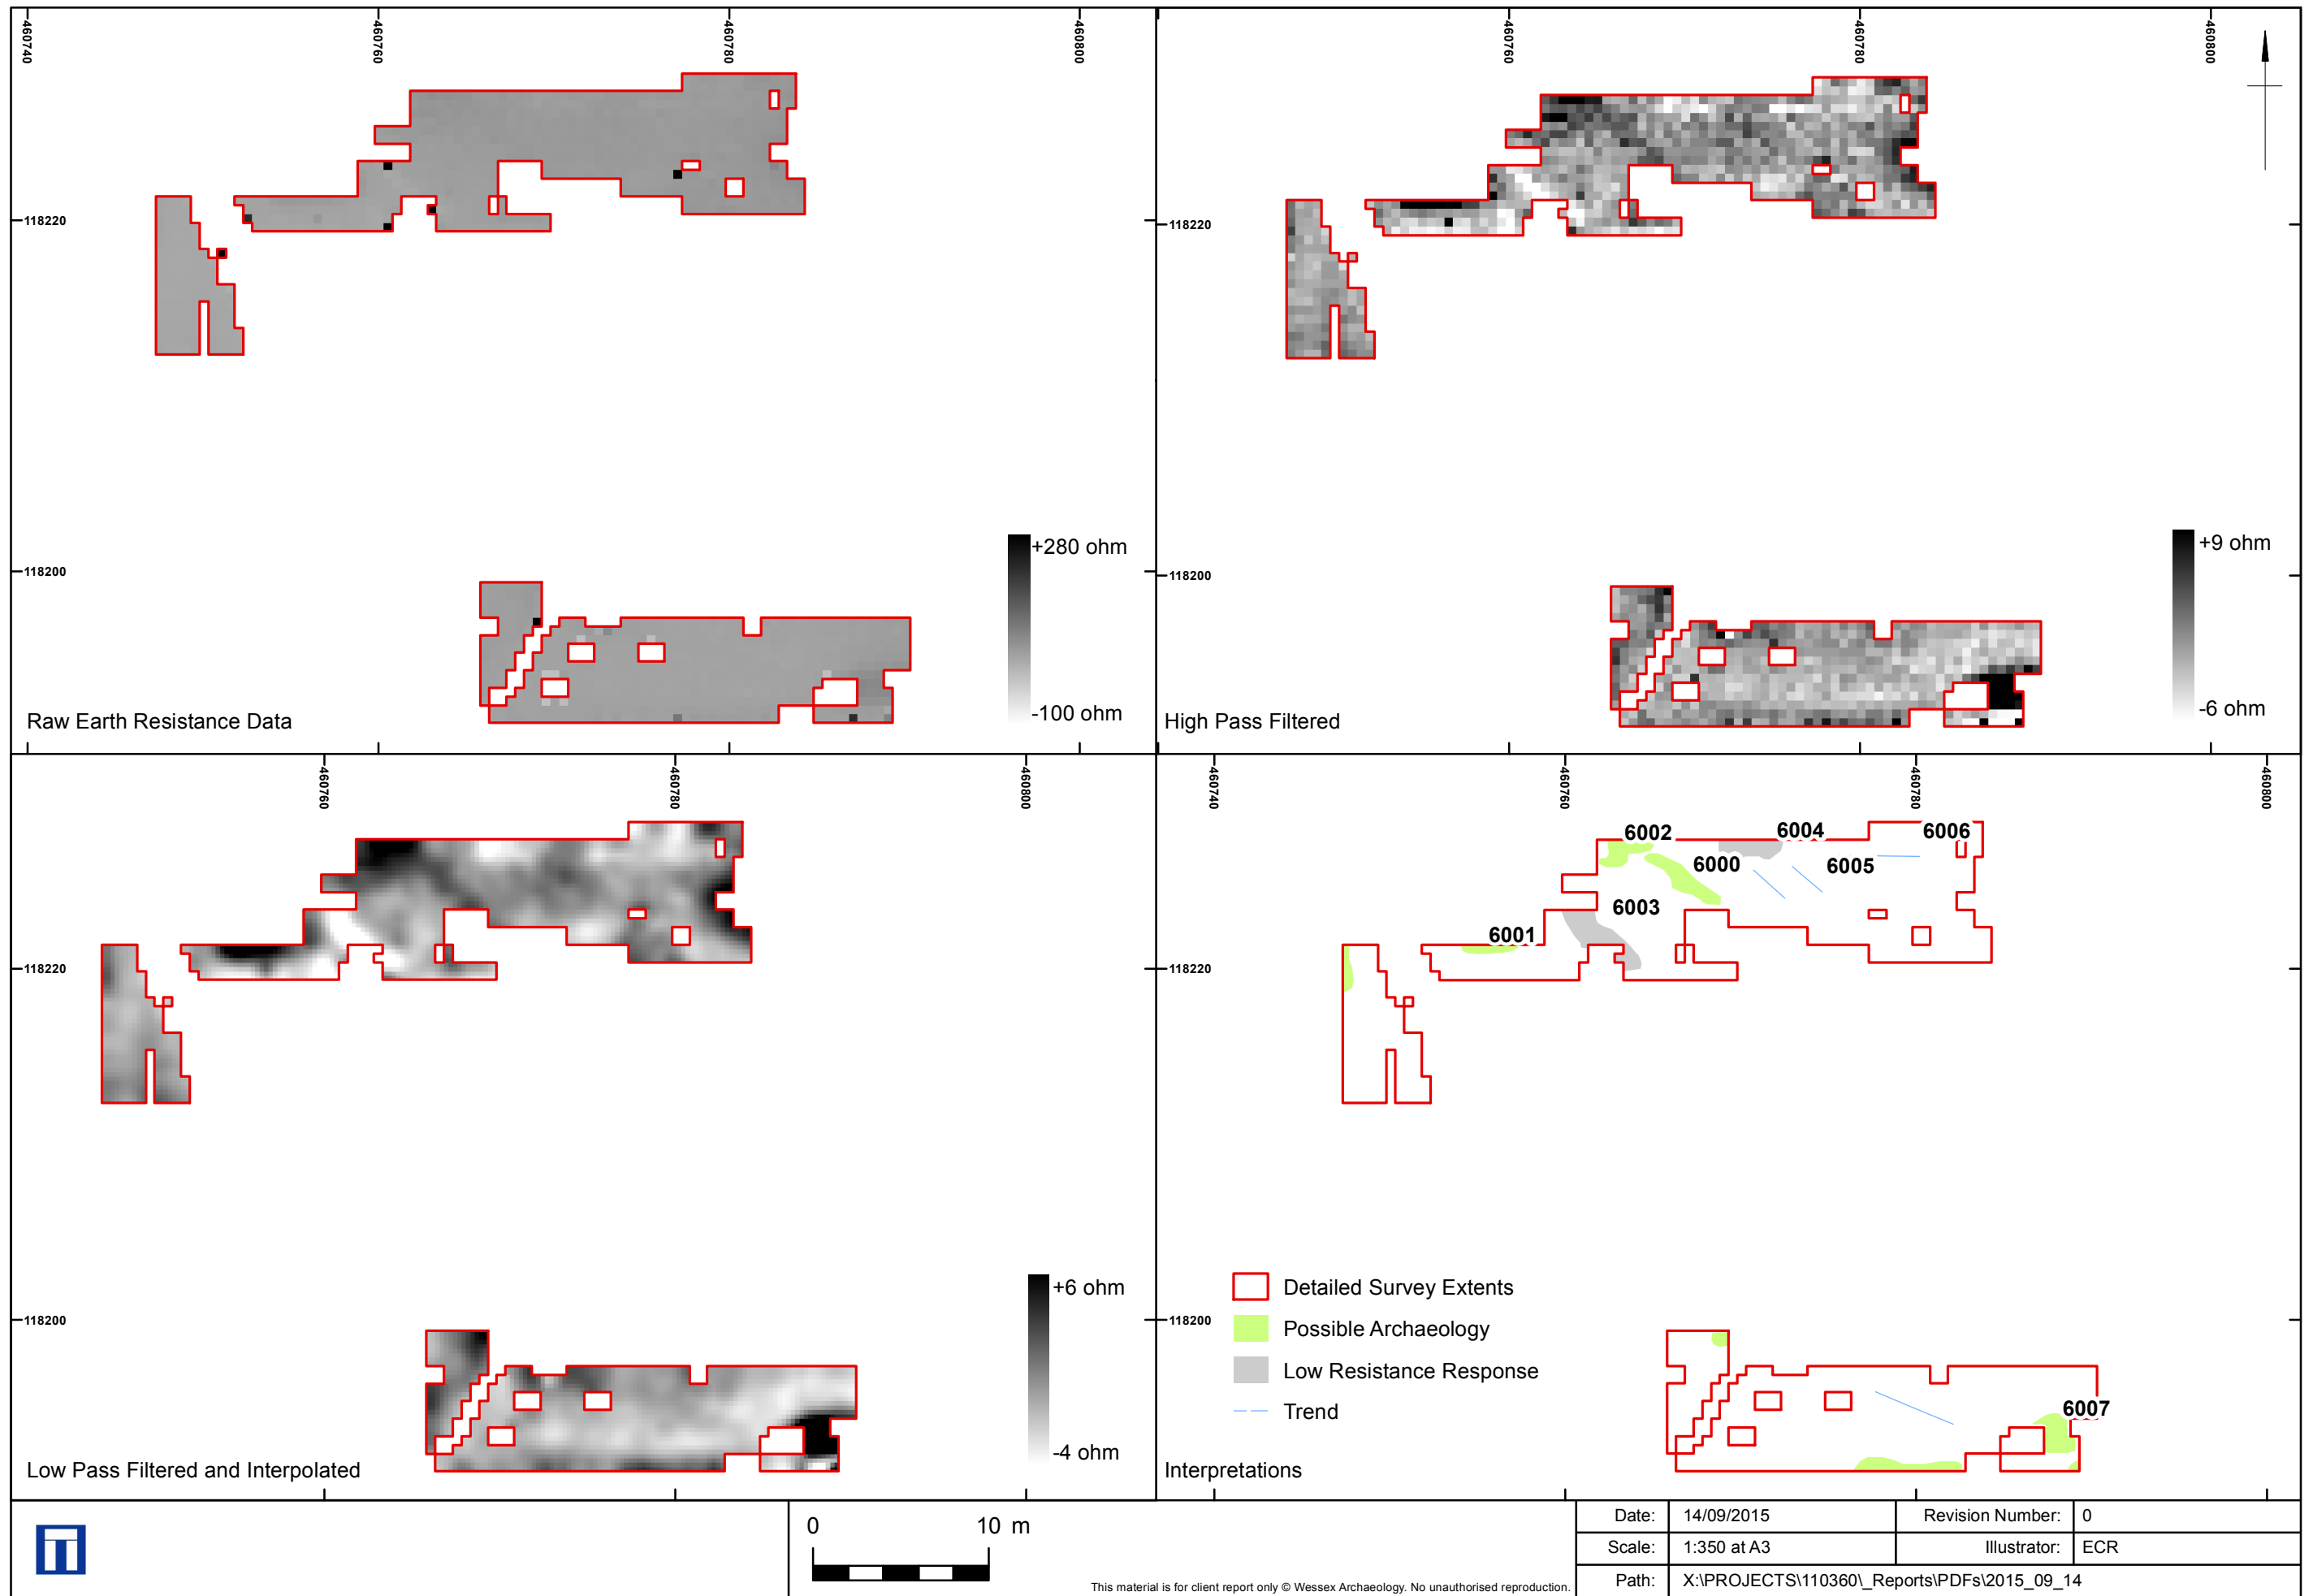 460740
460760
460780
460800
118220
118200
+280 ohm
-100 ohm
Raw Earth Resistance Data
460760
460780
460800
118220
118200
+9 ohm
-6 ohm
High Pass Filtered
460760
460780
460800
118220
118200
+6 ohm
-4 ohm
Low Pass Filtered and Interpolated
460740
460760
460780
460800
6002
6004
6006
6000
6005
6003
6001
118220
118200
Detailed Survey Extents
Possible Archaeology
Low Resistance Response
Trend
6007
Interpretations
0 10 m
This material is for client report only © Wessex Archaeology. No unauthorised reproduction.
Date: 14/09/2015 Revision Number: 0
Scale: 1:350 at A3 Illustrator: ECR
Path: X:\PROJECTS\110360\_Reports\PDFs\2015_09_14